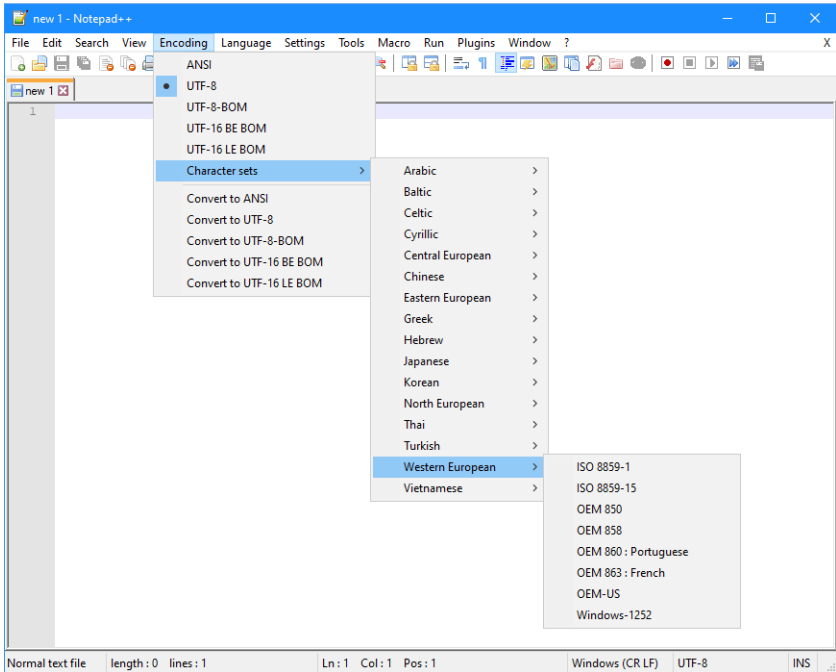 new 1 - Notepad++
File Edit Search View Encoding Language Settings Tools Macro Run Plugins Window ? X
new 1
1
ANSI
UTF-8
UTF-8-BOM
UTF-16 BE BOM
UTF-16 LE BOM
Character sets
Convert to ANSI
Convert to UTF-8
Convert to UTF-8-BOM
Convert to UTF-16 BE BOM
Convert to UTF-16 LE BOM
Arabic
Baltic
Celtic
Cyrillic
Central European
Chinese
Eastern European
Greek
Hebrew
Japanese
Korean
North European
Thai
Turkish
Western European
Vietnamese
ISO 8859-1
ISO 8859-15
OEM 850
OEM 858
OEM 860 : Portuguese
OEM 863 : French
OEM-US
Windows-1252
Normal text file length : 0 lines : 1 Ln : 1 Col : 1 Pos : 1 Windows (CR LF) UTF-8 INS